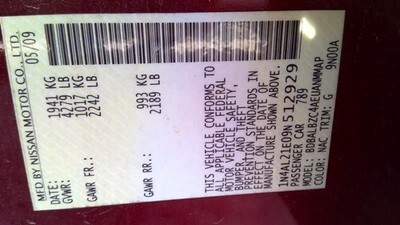 MFD BY NISSAN MOTOR CO., LTD.
DATE: 05/09
GVWR: 1941 KG
4279 LB
GAWR FR.: 1017 KG
2242 LB
GAWR RR.: 993 KG
2189 LB
THIS VEHICLE CONFORMS TO
ALL APPLICABLE FEDERAL
MOTOR VEHICLE SAFETY,
BUMPER, AND THEFT
PREVENTION STANDARDS IN
EFFECT ON THE DATE OF
MANUFACTURE SHOWN ABOVE.
1N4AL21E09N512929
PASSENGER CAR 789
MODEL: BDBALBZC4AEUANMMAP
COLOR: NAC TRIM: G 9N00A